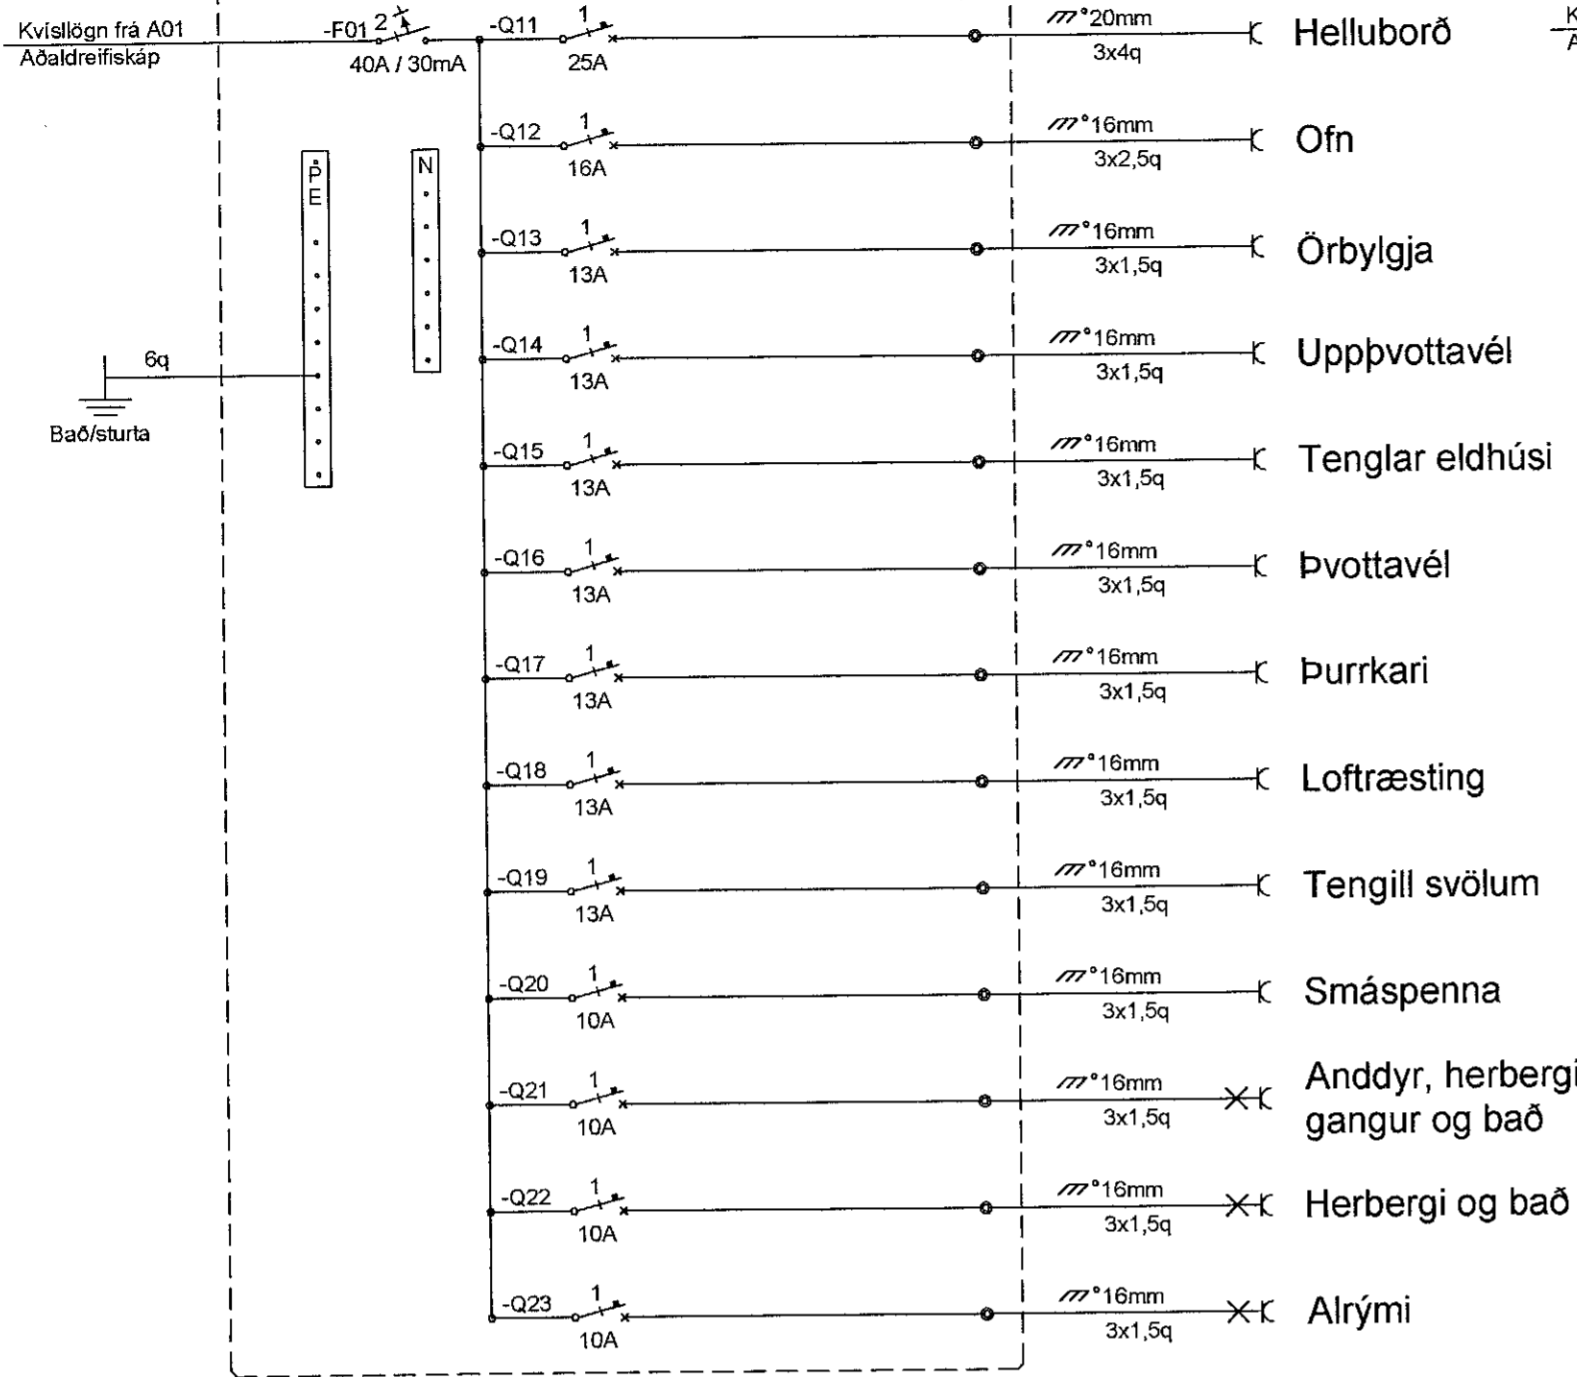 Kvísllögn frá A01
Aðaldreifiskáp
-F01 2
40A / 30mA
-Q11 1
25A
20mm
3x4q
Helluborð
K
A
-Q12 1
16A
16mm
3x2,5q
Ofn
PE
N
-Q13 1
13A
16mm
3x1,5q
Örbylgja
-Q14 1
13A
16mm
3x1,5q
Uppþvottavél
6q
Bað/sturta
-Q15 1
13A
16mm
3x1,5q
Tenglar eldhúsi
-Q16 1
13A
16mm
3x1,5q
Þvottavél
-Q17 1
13A
16mm
3x1,5q
Þurrkari
-Q18 1
13A
16mm
3x1,5q
Loftræsting
-Q19 1
13A
16mm
3x1,5q
Tengill svölum
-Q20 1
10A
16mm
3x1,5q
Smáspenna
-Q21 1
10A
16mm
3x1,5q
Anddyr, herbergi
gangur og bað
-Q22 1
10A
16mm
3x1,5q
Herbergi og bað
-Q23 1
10A
16mm
3x1,5q
Alrými